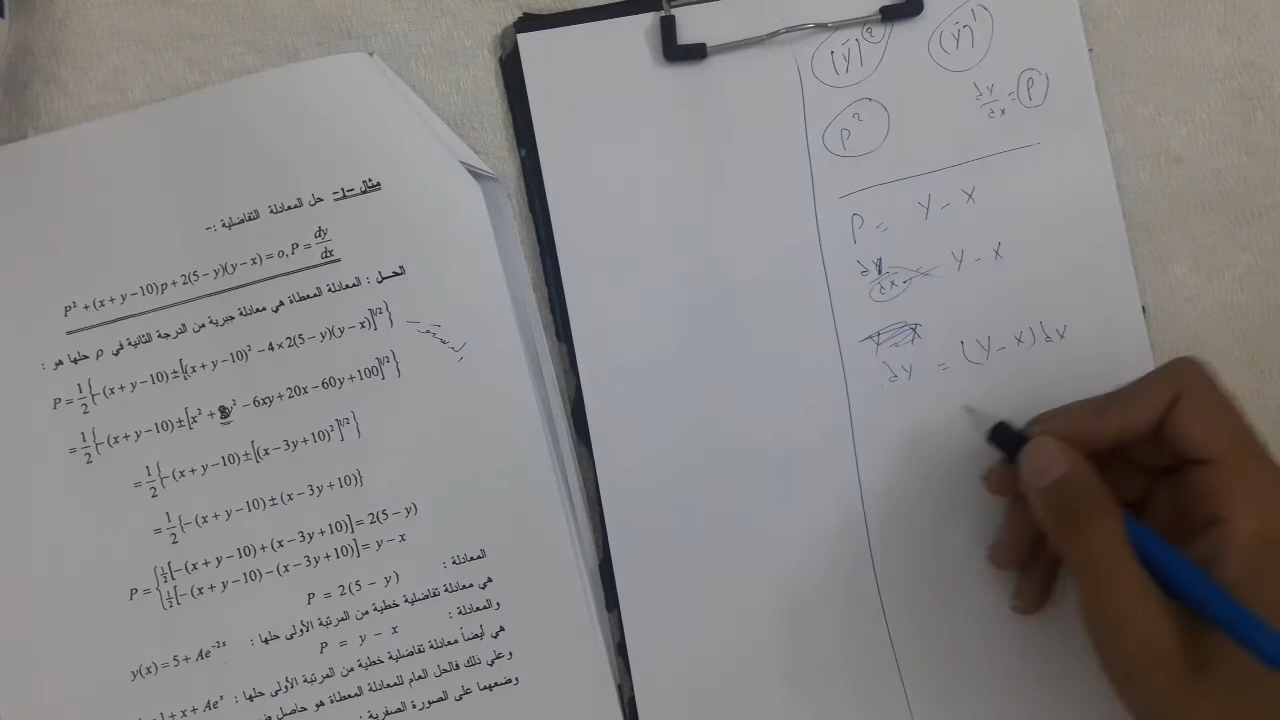 مثال -1- حل المعادلة التفاضلية :-
P² + (x + y − 10)p + 2(5 − y)(y − x) = o, P = dy/dx
الحل : المعادلة المعطاة هي معادلة جبرية من الدرجة الثانية في ρ حلها هو :
P = 1/2{−(x + y − 10) ± [(x + y − 10)² − 4×2(5 − y)(y − x)]^1/2}
الدستور
= 1/2{−(x + y − 10) ± [x² + 9y² − 6xy + 20x − 60y + 100]^1/2}
= 1/2{−(x + y − 10) ± [(x − 3y + 10)²]^1/2}
= 1/2{−(x + y − 10) ± (x − 3y + 10)}
P = { 1/2[−(x + y − 10) + (x − 3y + 10)] = 2(5 − y)
1/2[−(x + y − 10) − (x − 3y + 10)] = y − x
المعادلة :
P = 2(5 − y)
هي معادلة تفاضلية خطية من المرتبة الأولى حلها : y(x) = 5 + Ae^−2x
والمعادلة :
P = y − x
هي أيضاً معادلة تفاضلية خطية من المرتبة الأولى حلها : 1 + x + Ae^x
وعلي ذلك فالحل العام للمعادلة المعطاة هو حاصل
وضعهما على الصورة الصفرية :
(y')² (y')'
p² dy/dx = P
P = y − x
dy/dx = y − x
dy = (y − x)dx